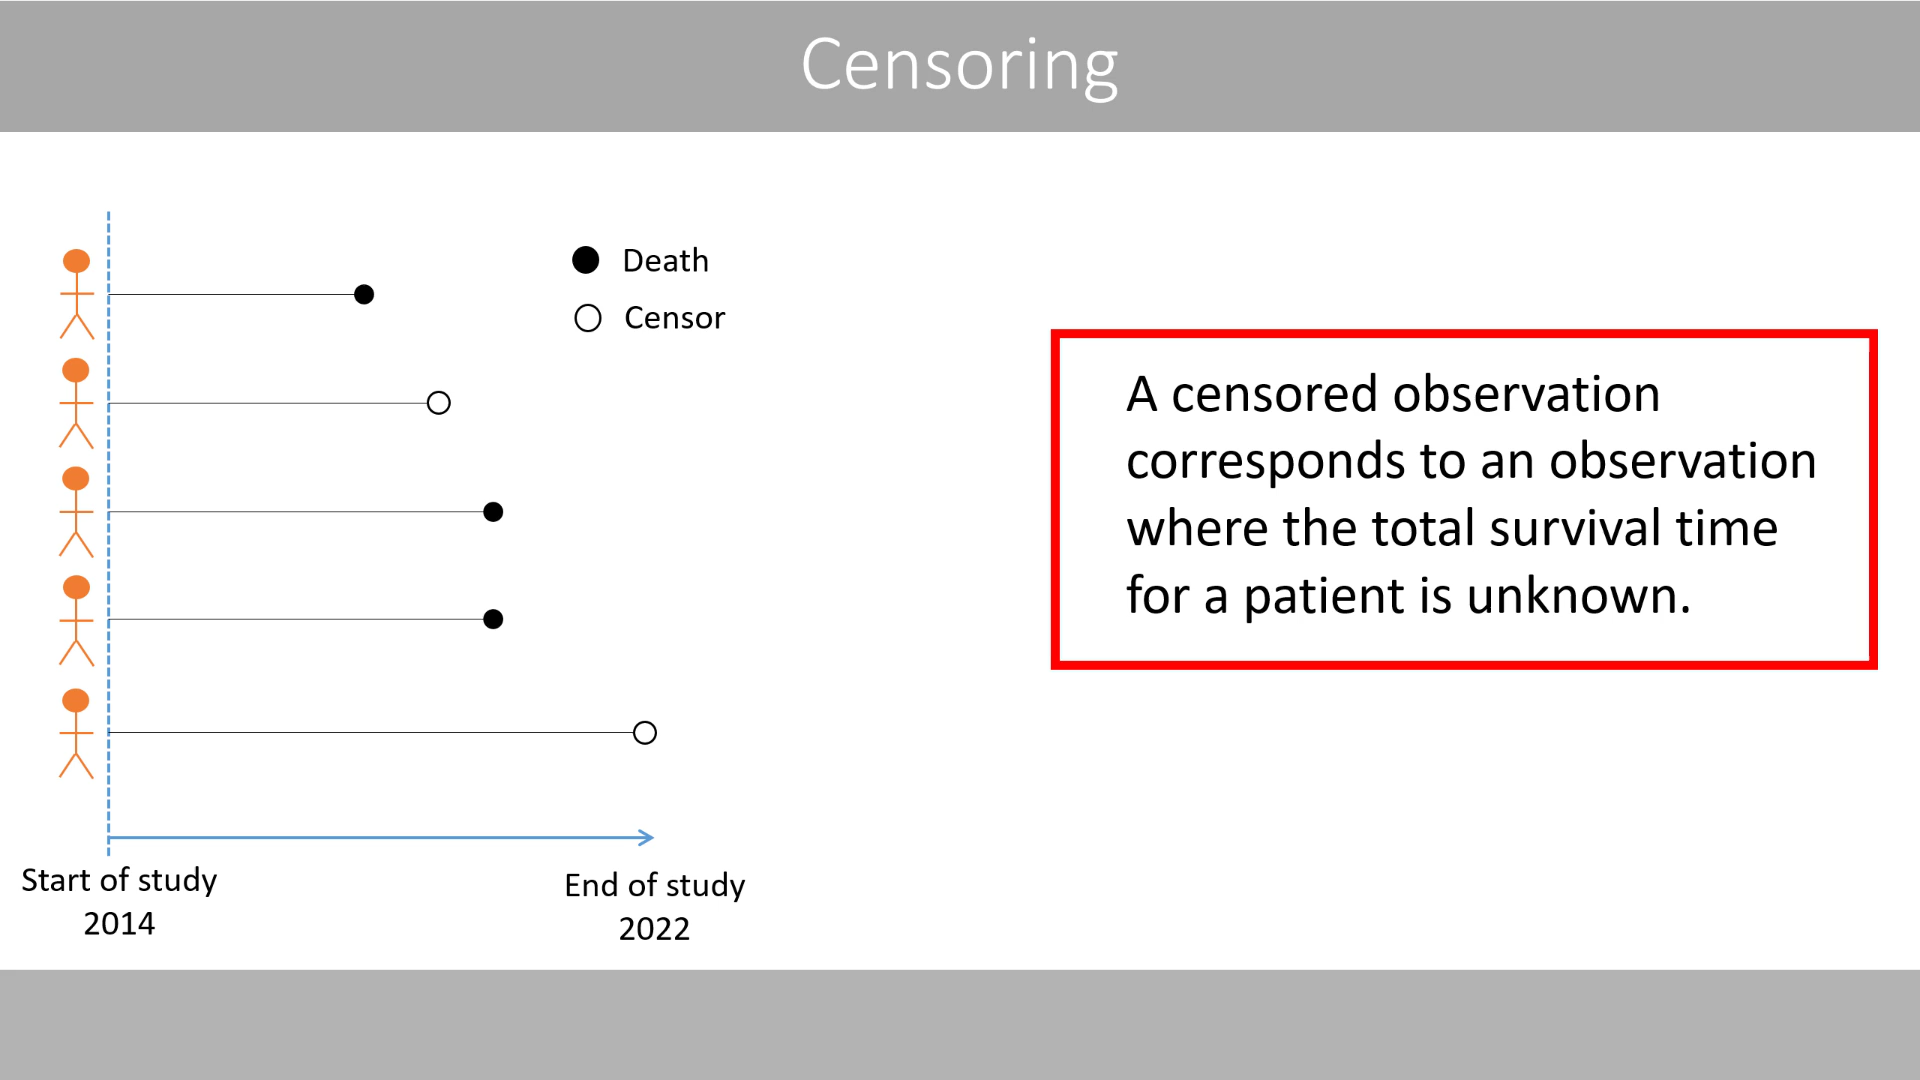 Censoring
Death
Censor
A censored observation
corresponds to an observation
where the total survival time
for a patient is unknown.
Start of study
2014
End of study
2022